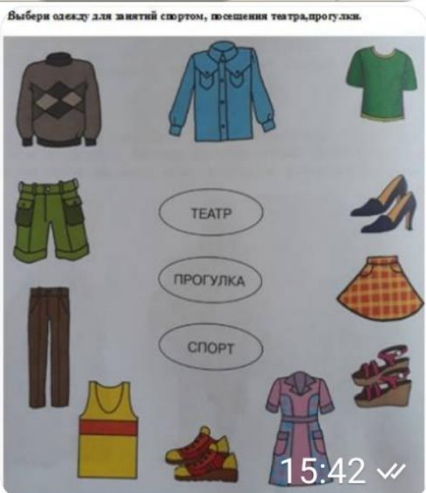 Выбери одежду для занятий спортом, посещения театра,прогулки.
ТЕАТР
ПРОГУЛКА
СПОРТ
15:42